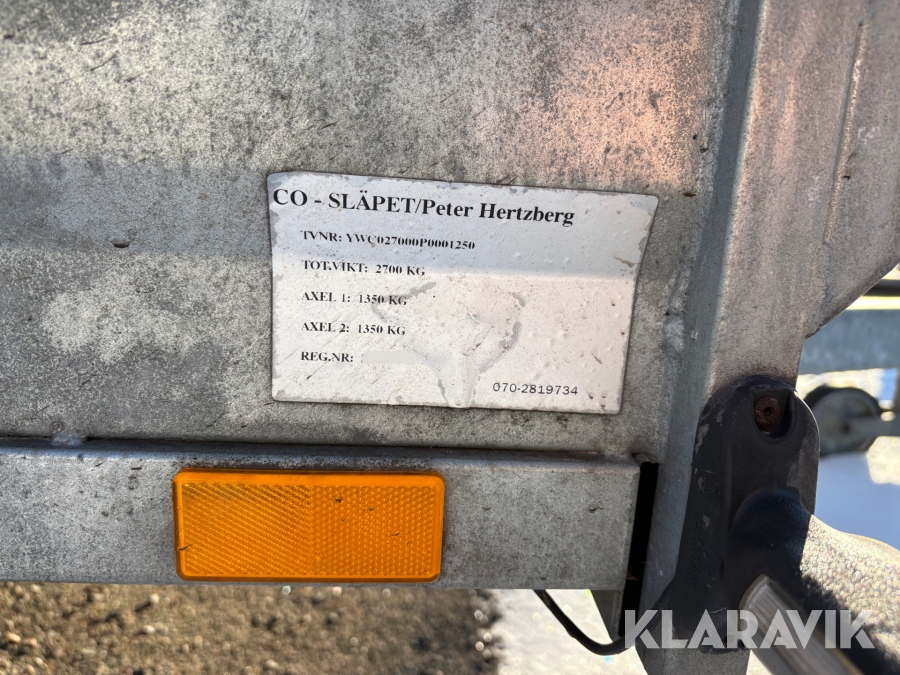 CO - SLÄPET/Peter Hertzberg
TVNR: YWC027000P0001250
TOT.VIKT: 2700 KG
AXEL 1: 1350 KG
AXEL 2: 1350 KG
REG.NR:
070-2819734
KLARAVIK